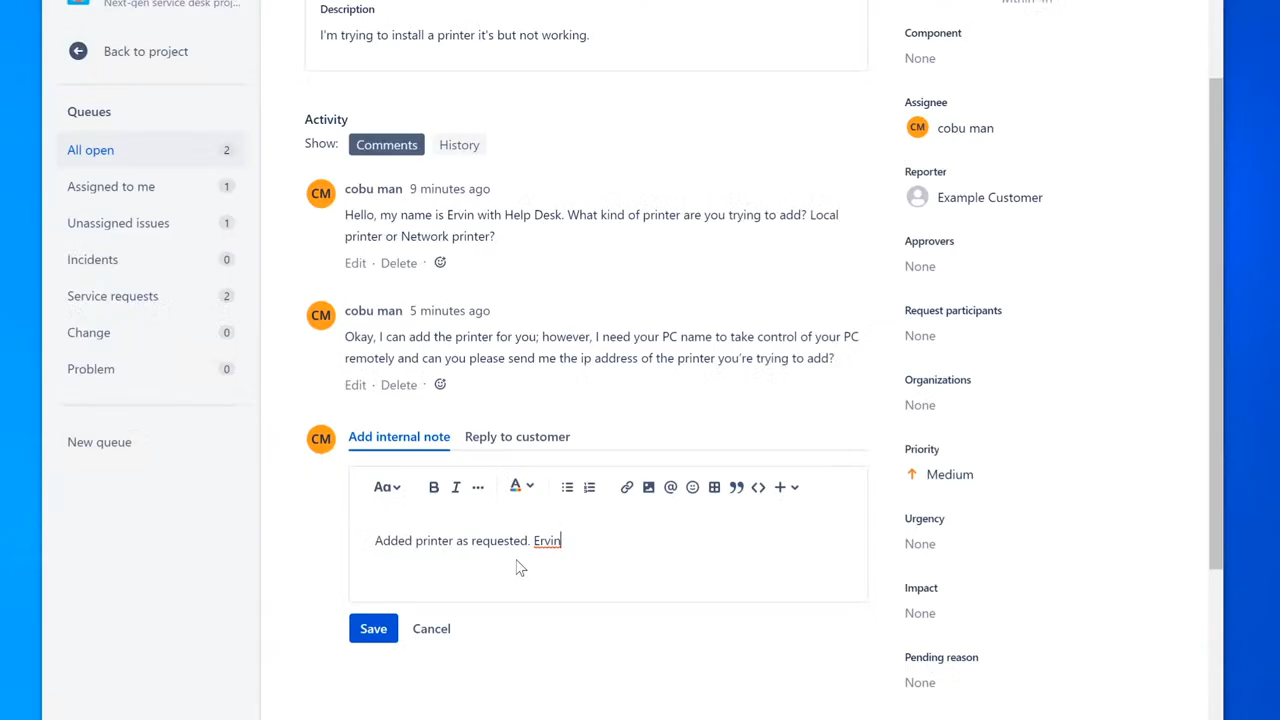 Next-gen service desk proj...
Back to project
Queues
All open 2
Assigned to me 1
Unassigned issues 1
Incidents 0
Service requests 2
Change 0
Problem 0
New queue
Description
I'm trying to install a printer it's but not working.
Activity
Show: Comments History
CM cobu man 9 minutes ago
Hello, my name is Ervin with Help Desk. What kind of printer are you trying to add? Local
printer or Network printer?
Edit · Delete ·
CM cobu man 5 minutes ago
Okay, I can add the printer for you; however, I need your PC name to take control of your PC
remotely and can you please send me the ip address of the printer you're trying to add?
Edit · Delete ·
CM Add internal note Reply to customer
Aa B I ••• A
Added printer as requested. Ervin
Save Cancel
Component
None
Assignee
CM cobu man
Reporter
Example Customer
Approvers
None
Request participants
None
Organizations
None
Priority
Medium
Urgency
None
Impact
None
Pending reason
None